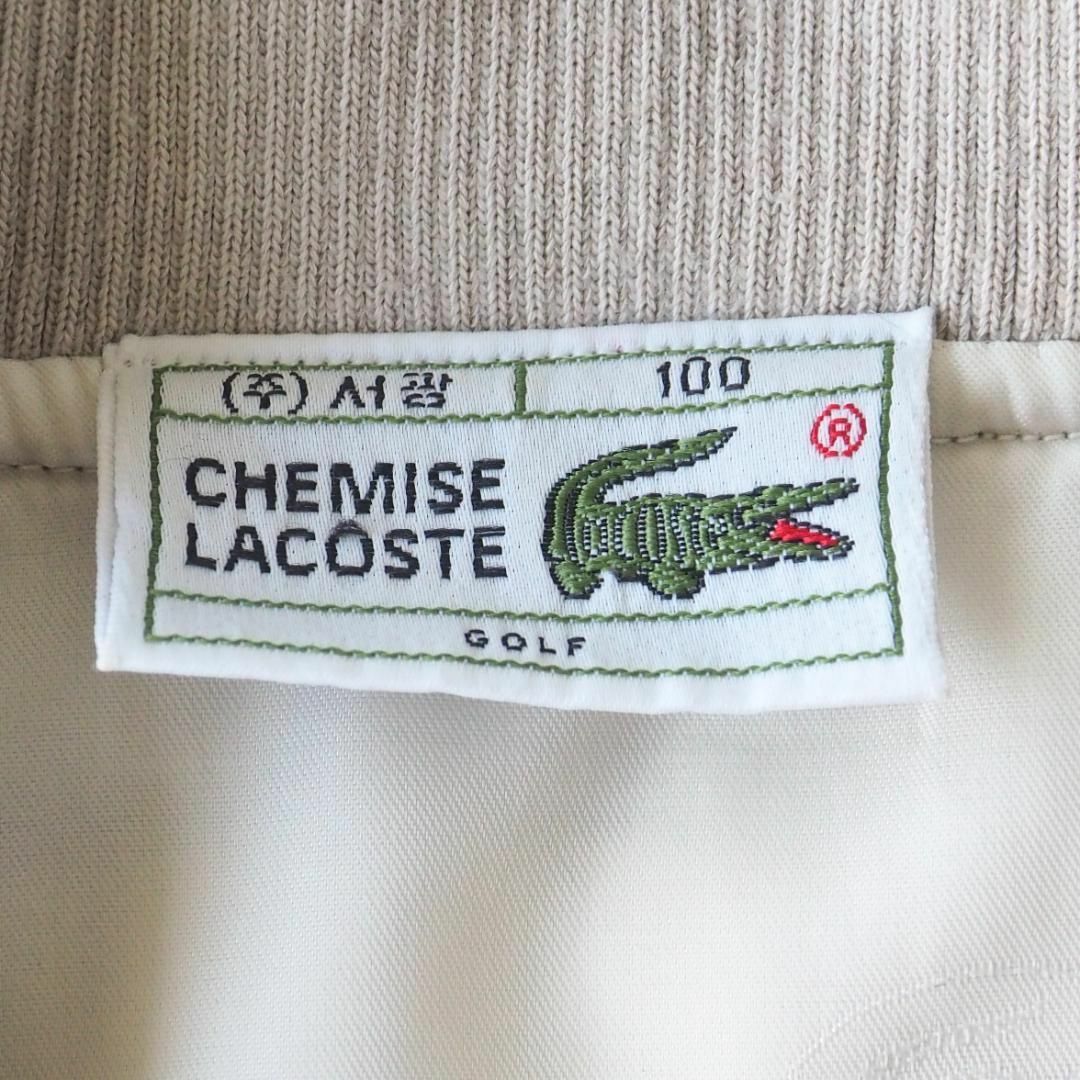 (주) 서광 100
®
CHEMISE
LACOSTE
GOLF